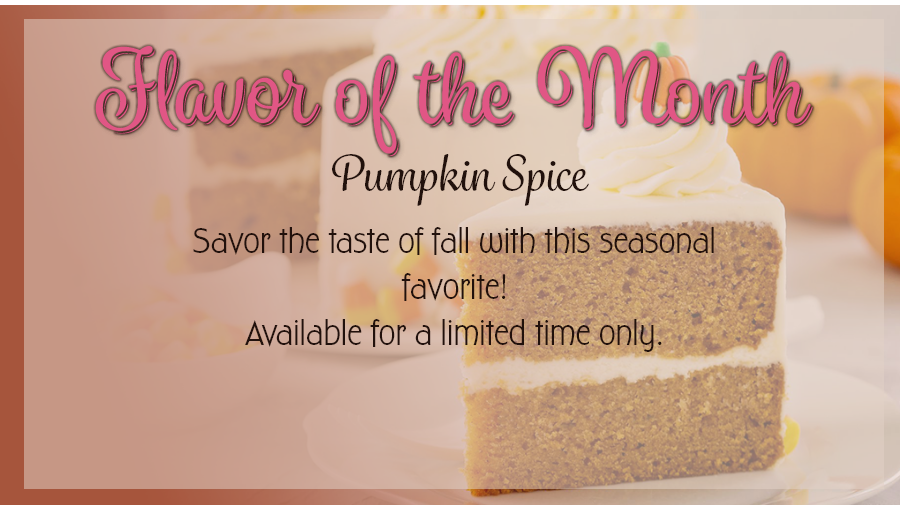 Flavor of the Month
Pumpkin Spice
Savor the taste of fall with this seasonal
favorite!
Available for a limited time only.